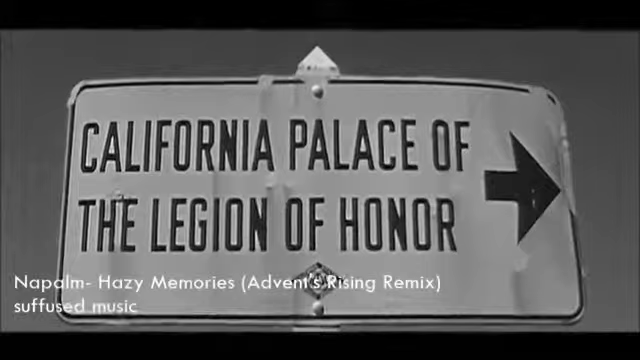 CALIFORNIA PALACE OF
THE LEGION OF HONOR
Napalm- Hazy Memories (Advent's Rising Remix)
suffused music